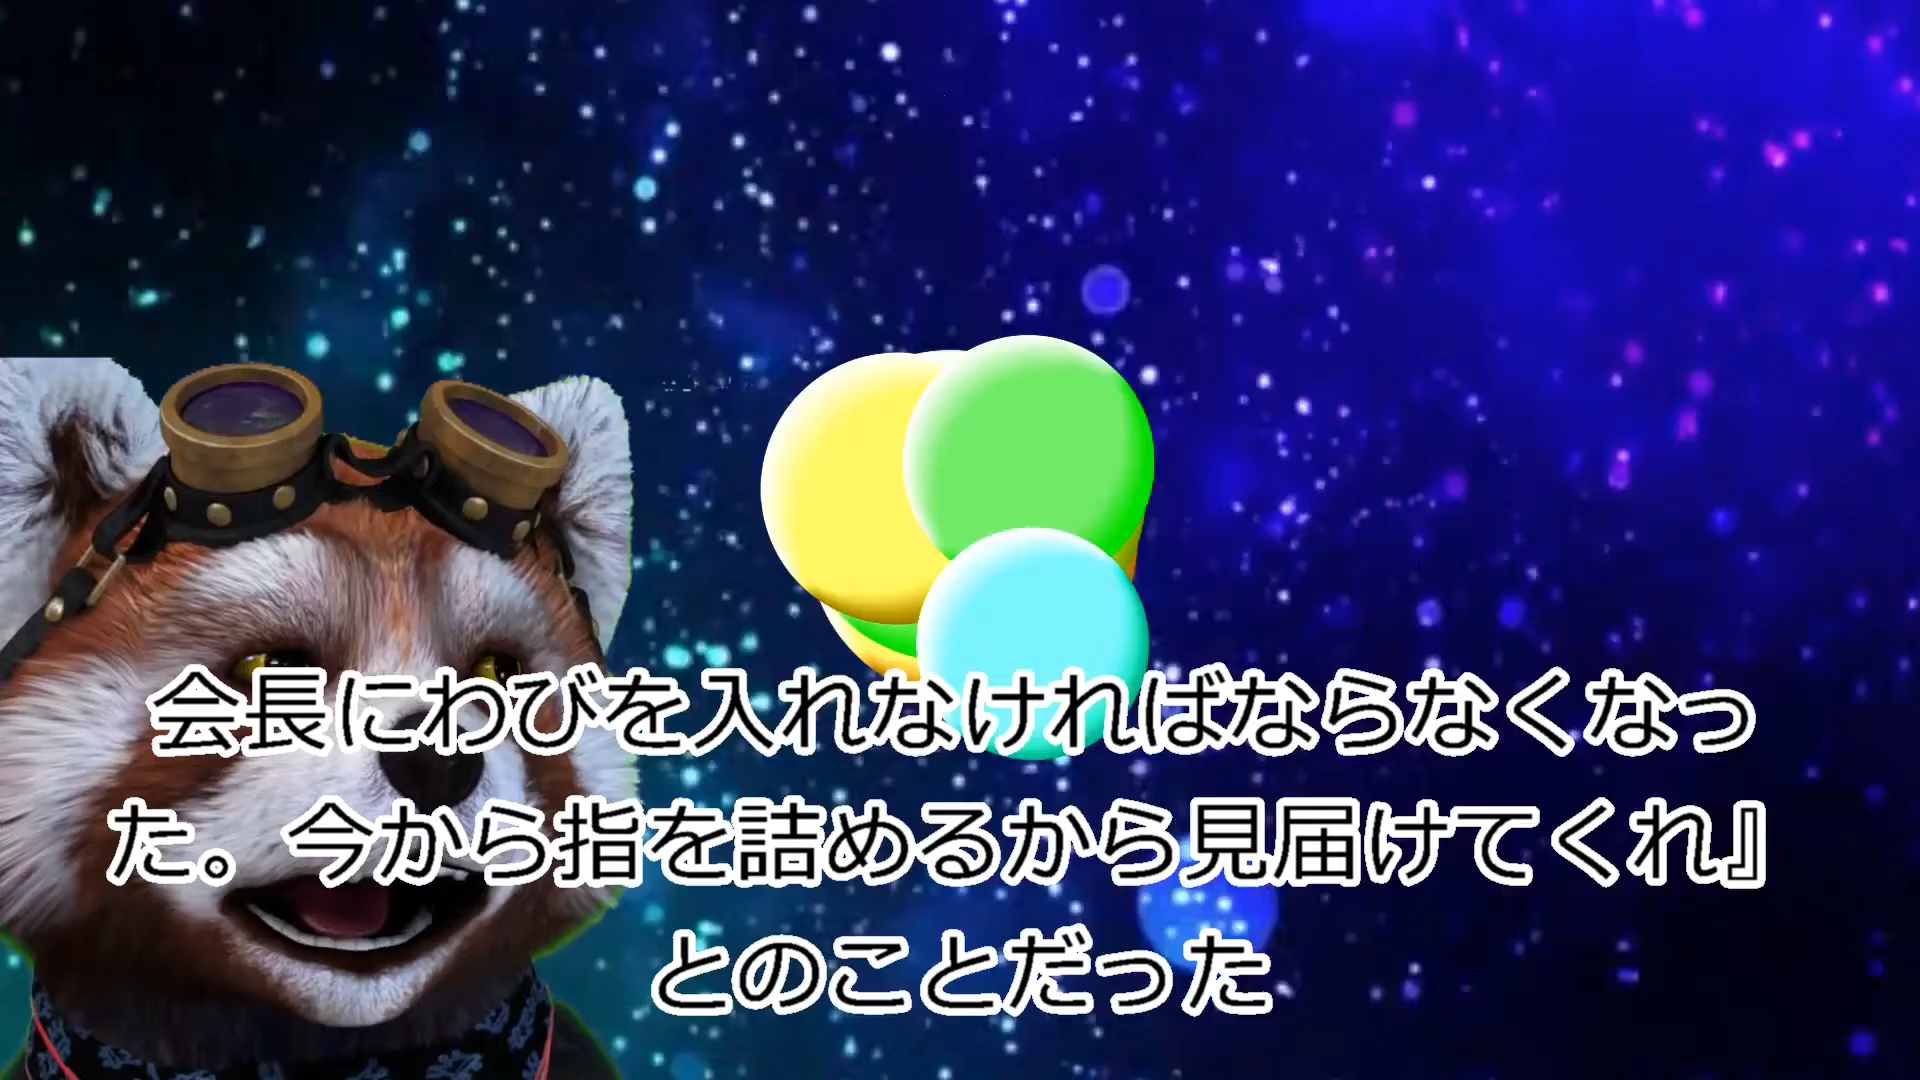 会長にわびを入れなければならなくなっ
た。今から指を詰めるから見届けてくれ』
とのことだった